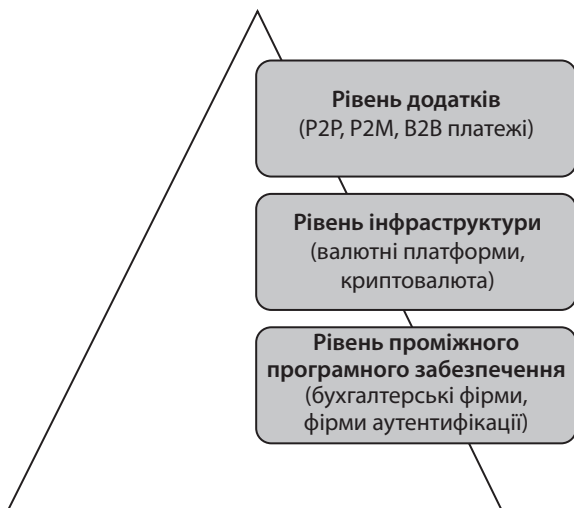 Рівень додатків
(P2P, P2M, B2B платежі)
Рівень інфраструктури
(валютні платформи,
криптовалюта)
Рівень проміжного
програмного забезпечення
(бухгалтерські фірми,
фірми аутентифікації)